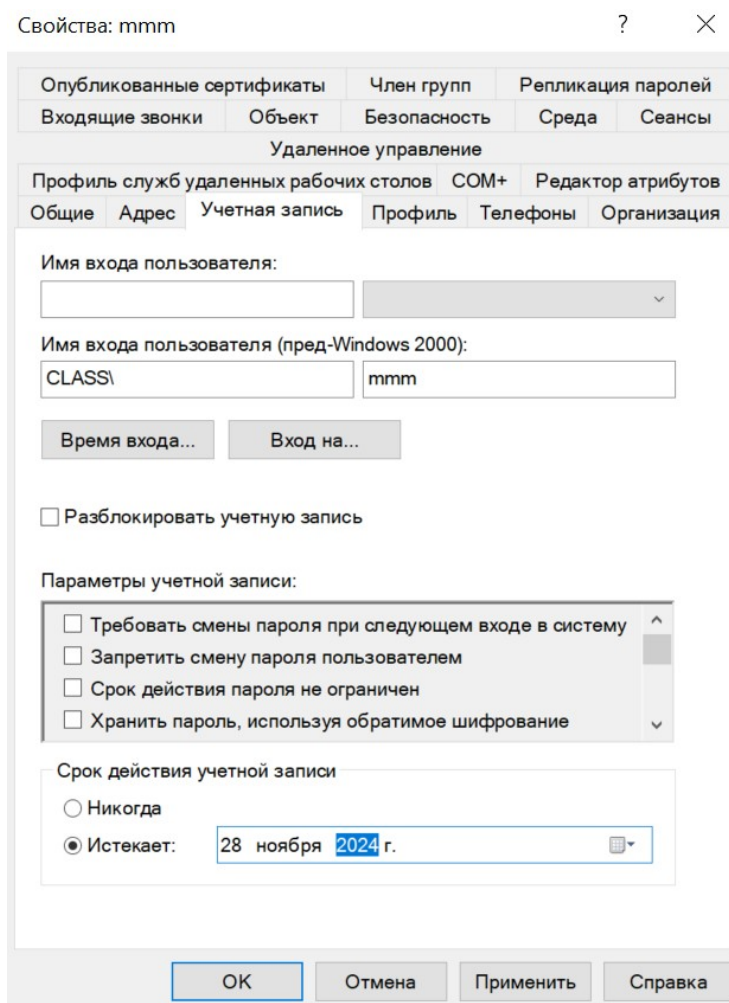 Свойства: mmm ?
Опубликованные сертификаты Член групп Репликация паролей
Входящие звонки Объект Безопасность Среда Сеансы
Удаленное управление
Профиль служб удаленных рабочих столов COM+ Редактор атрибутов
Общие Адрес Учетная запись Профиль Телефоны Организация
Имя входа пользователя:
Имя входа пользователя (пред-Windows 2000):
CLASS\ mmm
Время входа... Вход на...
Разблокировать учетную запись
Параметры учетной записи:
Требовать смены пароля при следующем входе в систему
Запретить смену пароля пользователем
Срок действия пароля не ограничен
Хранить пароль, используя обратимое шифрование
Срок действия учетной записи
Никогда
Истекает: 28 ноября 2024 г.
OK Отмена Применить Справка